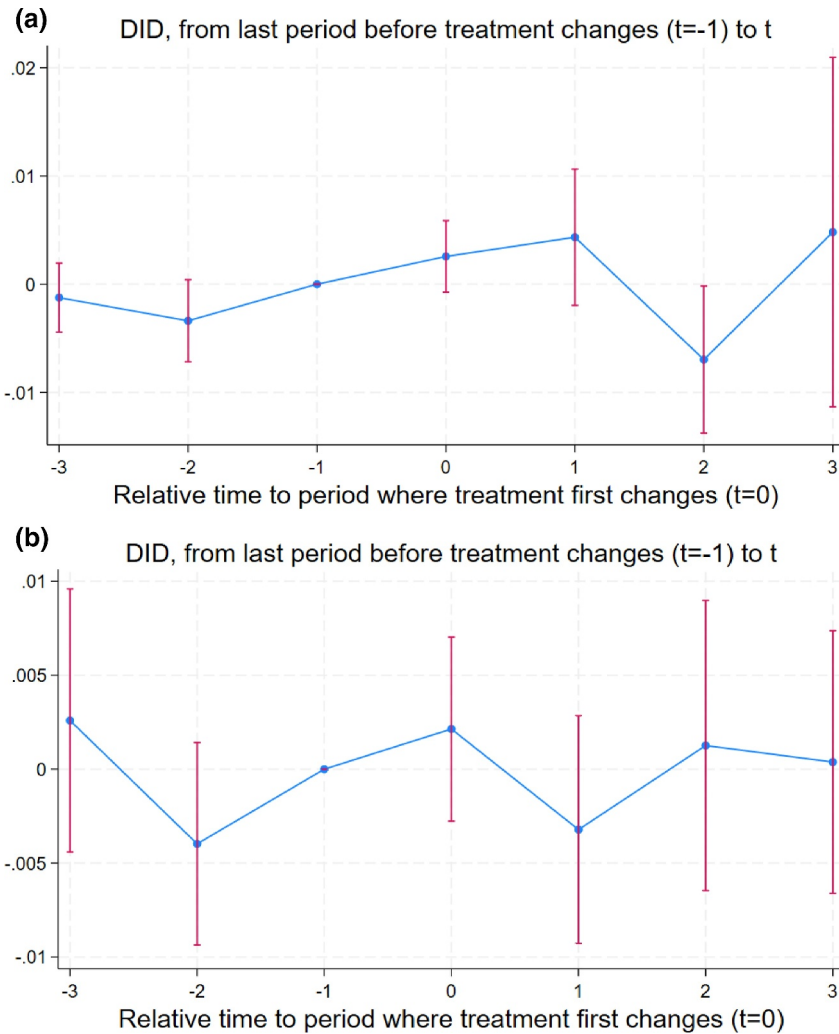 (a)
DID, from last period before treatment changes (t=-1) to t
.02
.01
0
-.01
-3 -2 -1 0 1 2 3
Relative time to period where treatment first changes (t=0)
(b)
DID, from last period before treatment changes (t=-1) to t
.01
.005
0
-.005
-.01
-3 -2 -1 0 1 2 3
Relative time to period where treatment first changes (t=0)